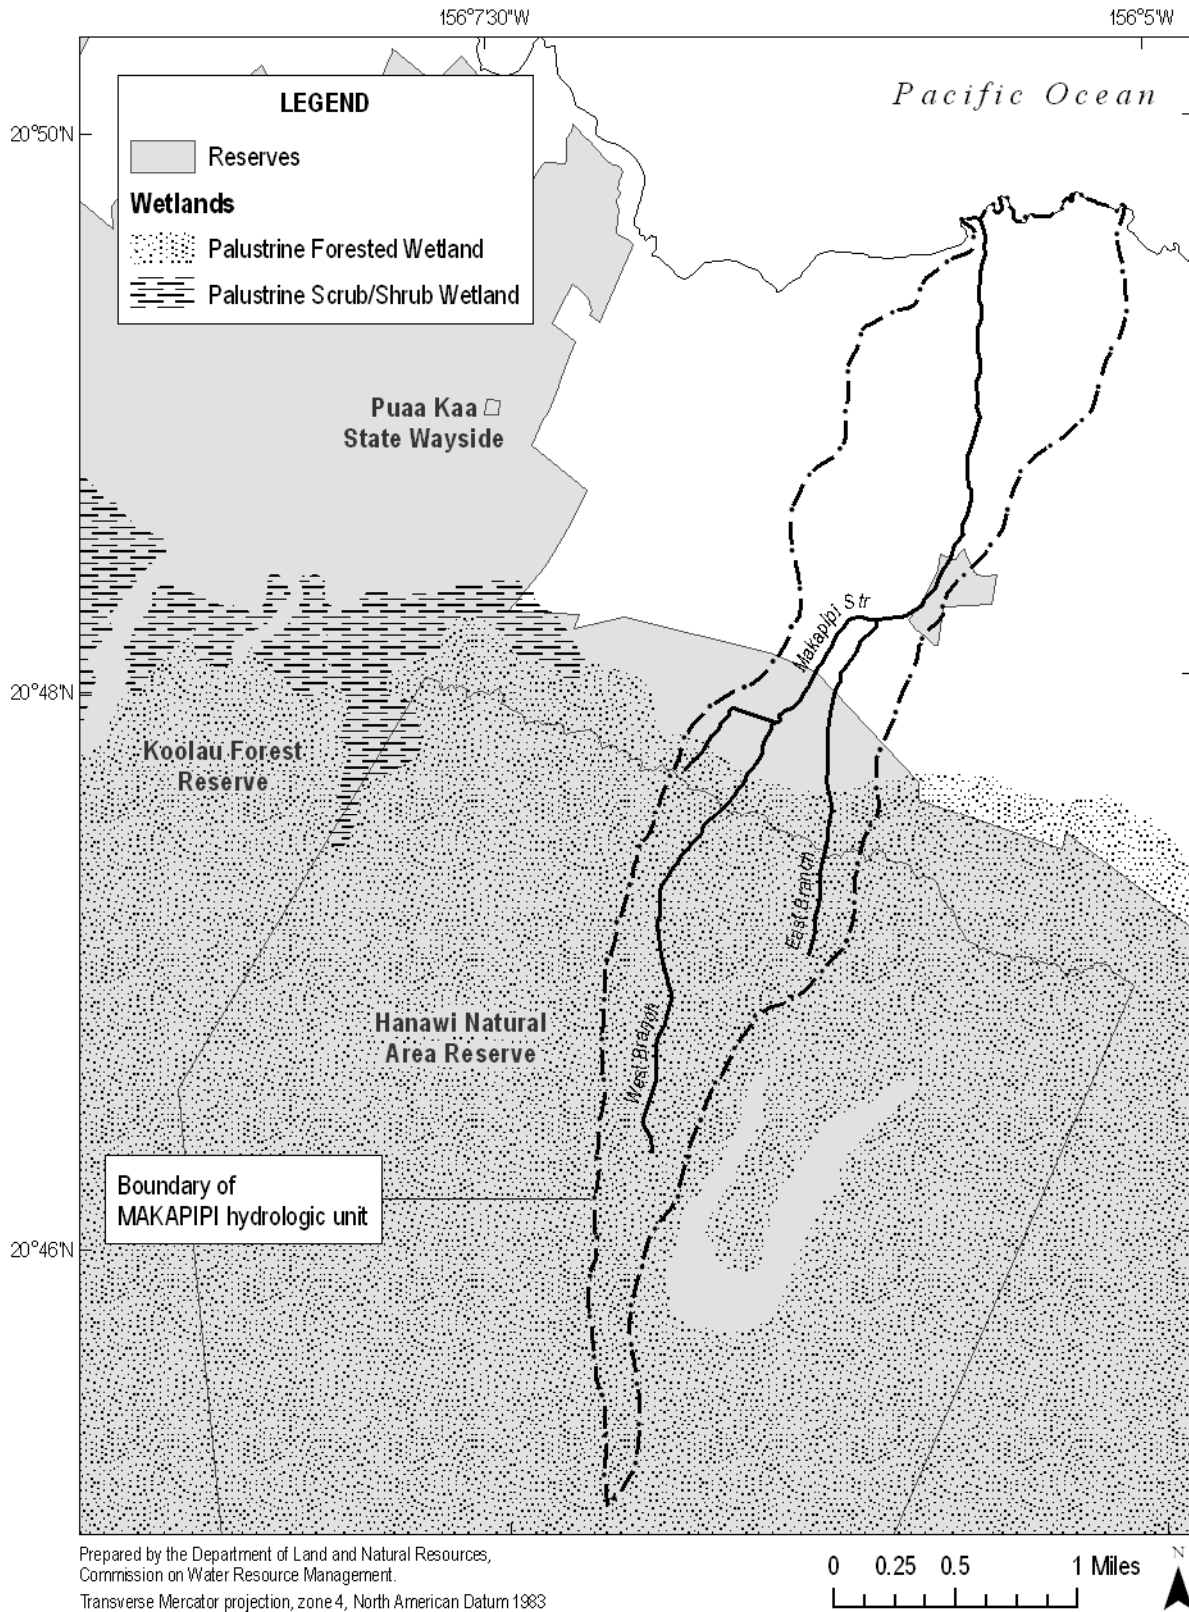 156°7'30"W
156°5'W
Pacific Ocean
LEGEND
20°50'N
Reserves
Wetlands
Palustrine Forested Wetland
Palustrine Scrub/Shrub Wetland
Puaa Kaa
State Wayside
Makapipi Str
20°48'N
Koolau Forest
Reserve
East Branch
West Branch
Hanawi Natural
Area Reserve
Boundary of
MAKAPIPI hydrologic unit
20°46'N
Prepared by the Department of Land and Natural Resources,
Commission on Water Resource Management.
Transverse Mercator projection, zone 4, North American Datum 1983
0 0.25 0.5 1 Miles
N